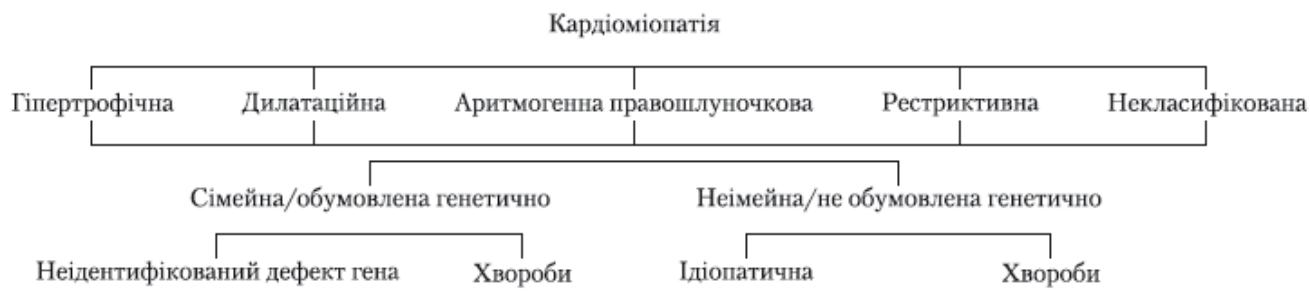 Кардіоміопатія
Гіпертрофічна Дилатаційна Аритмогенна правошлуночкова Рестриктивна Некласифікована
Сімейна/обумовлена генетично Неімейна/не обумовлена генетично
Неідентифікований дефект гена Хвороби Ідіопатична Хвороби